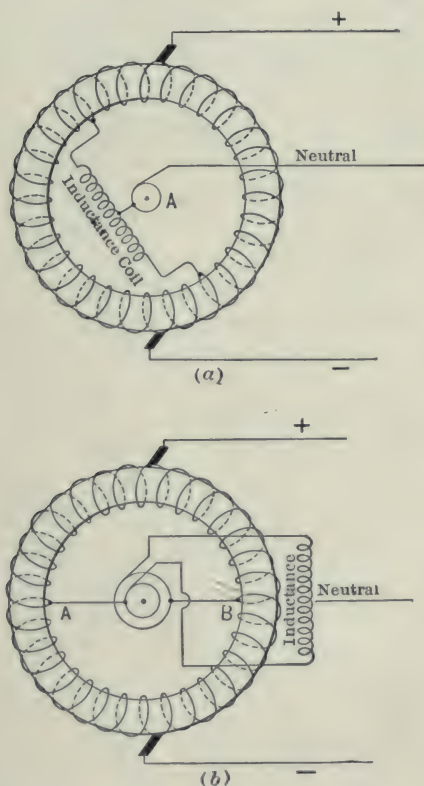 +
Neutral
A
Inductance Coil
−
(a)
+
A
B
Inductance
Neutral
−
(b)